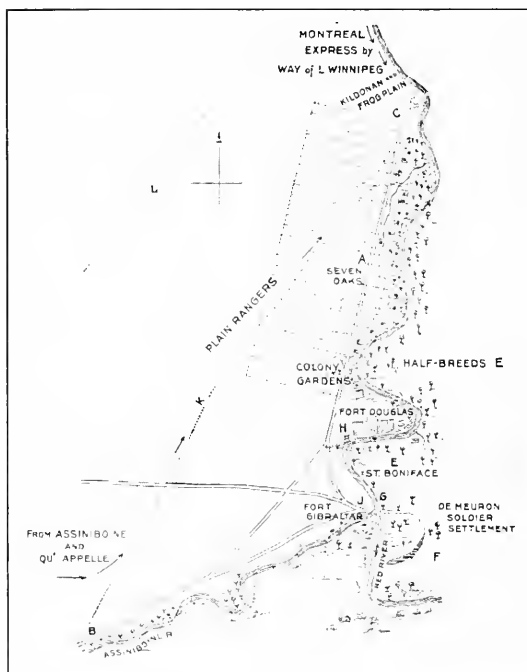 MONTREAL
EXPRESS by
WAY of L WINNIPEG
KILDONAN
FROG PLAIN
C
L
A
SEVEN
OAKS
PLAIN RANGERS
COLONY
GARDENS
HALF-BREEDS E
K
FORT DOUGLAS
H
E
(ST. BONIFACE
J
G
FORT
GIBRALTAR
DE MEURON
SOLDIER
SETTLEMENT
F
RED RIVER
FROM ASSINIBOINE
AND
QU'APPELLE
B
ASSINIBOINE R